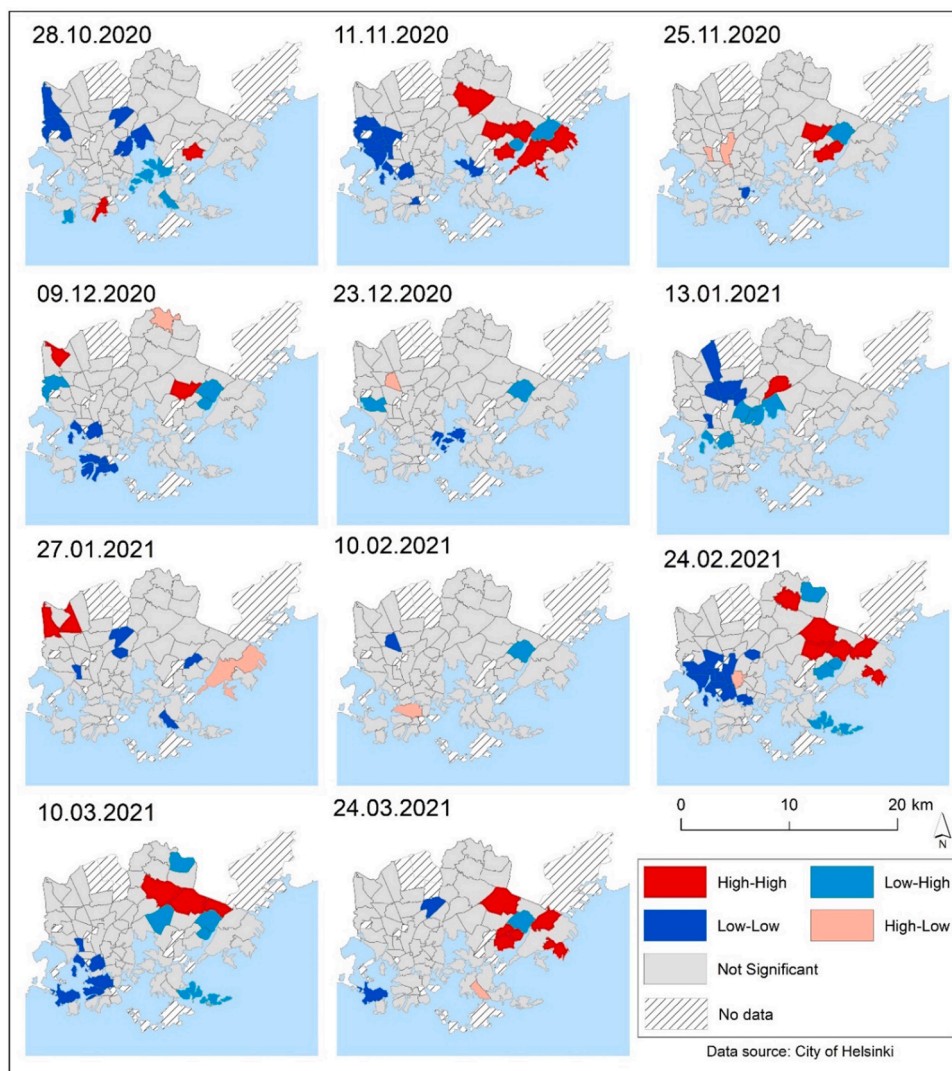 28.10.2020
11.11.2020
25.11.2020
09.12.2020
23.12.2020
13.01.2021
27.01.2021
10.02.2021
24.02.2021
10.03.2021
24.03.2021
0 10 20 km
N
High-High
Low-High
Low-Low
High-Low
Not Significant
No data
Data source: City of Helsinki